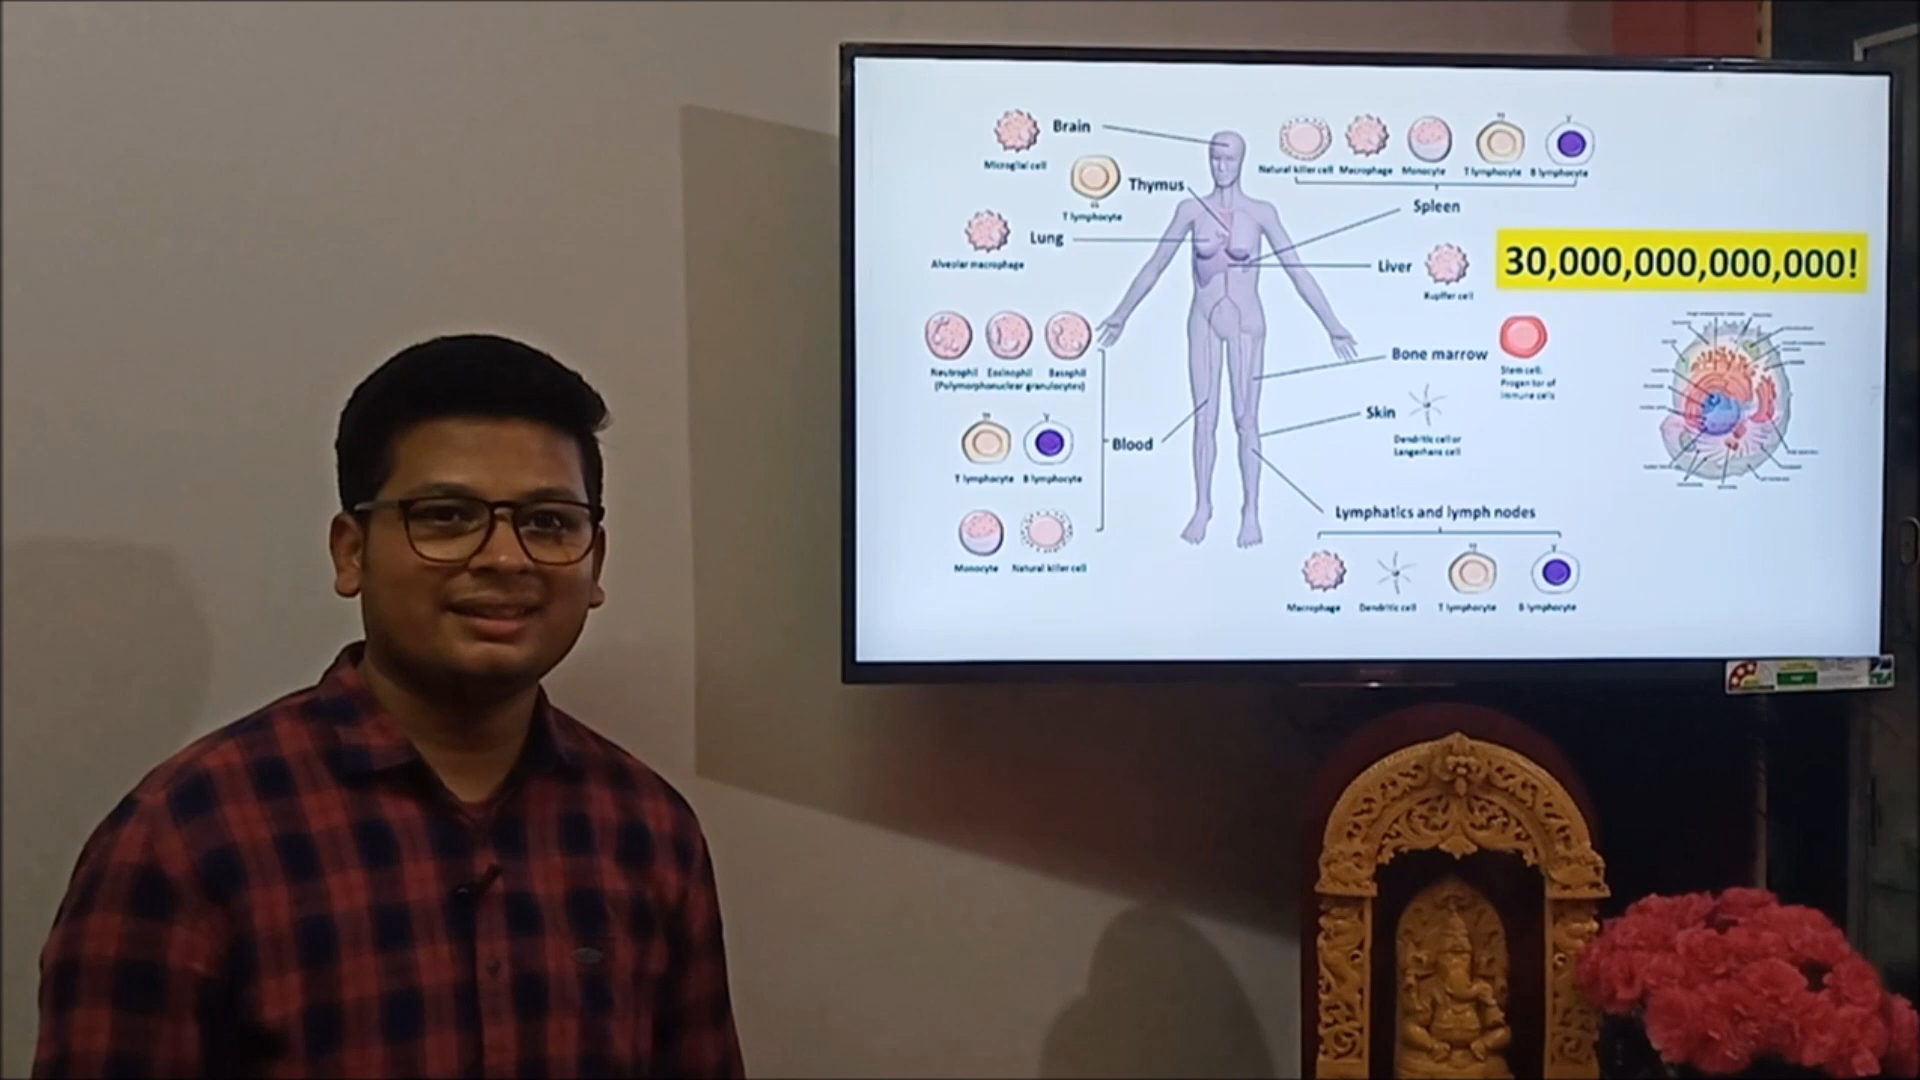 Brain
Microglial cell
Thymus
T lymphocyte
Lung
Alveolar macrophage
Neutrophil Eosinophil Basophil
(Polymorphonuclear granulocytes)
T lymphocyte B lymphocyte
Blood
Monocyte Natural killer cell
Natural killer cell Macrophage Monocyte T lymphocyte B lymphocyte
Spleen
Liver
Kupffer cell
30,000,000,000,000!
Bone marrow
Stem cell:
Progenitor of
immune cells
Skin
Dendritic cell or
Langerhans cell
Lymphatics and lymph nodes
Macrophage Dendritic cell T lymphocyte B lymphocyte